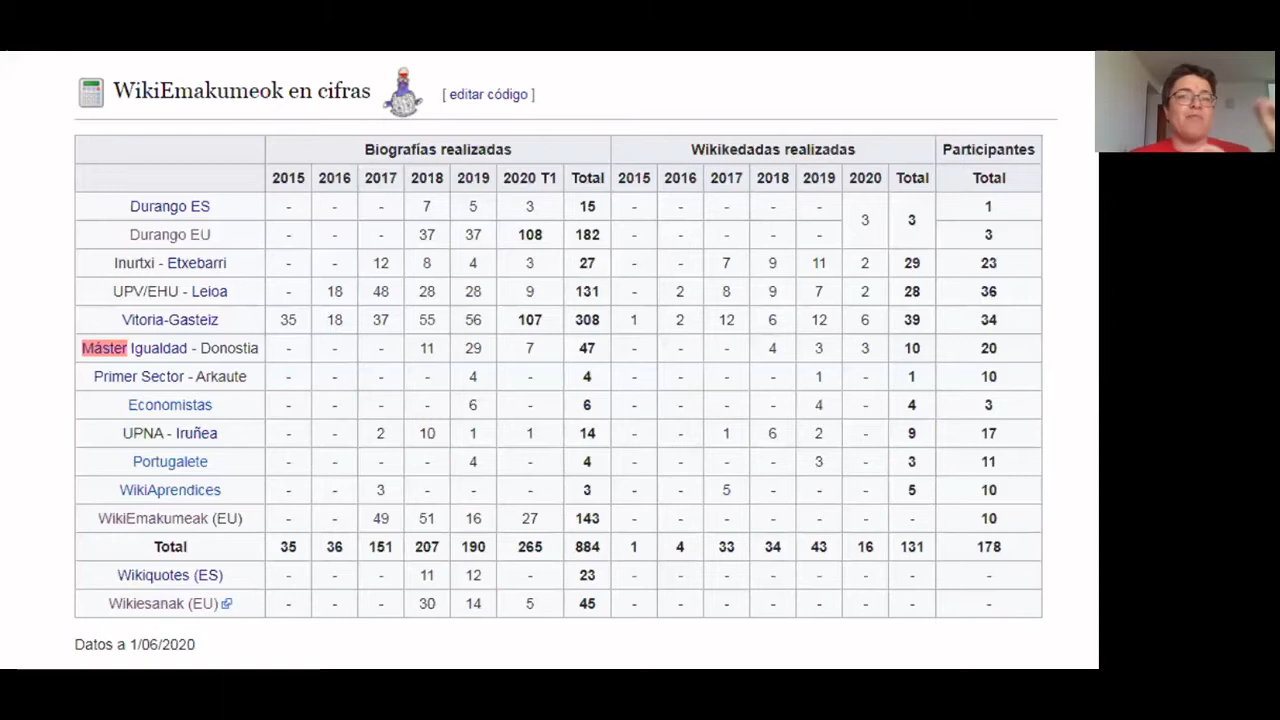 WikiEmakumeok en cifras [ editar código ]
Biografías realizadas Wikikedadas realizadas Participantes
2015 2016 2017 2018 2019 2020 T1 Total 2015 2016 2017 2018 2019 2020 Total Total
Durango ES - - - 7 5 3 15 - - - - - 3 3 1
Durango EU - - - 37 37 108 182 - - - - - 3
Inurtxi - Etxebarri - - 12 8 4 3 27 - - 7 9 11 2 29 23
UPV/EHU - Leioa - 18 48 28 28 9 131 - 2 8 9 7 2 28 36
Vitoria-Gasteiz 35 18 37 55 56 107 308 1 2 12 6 12 6 39 34
Máster Igualdad - Donostia - - - 11 29 7 47 - - - 4 3 3 10 20
Primer Sector - Arkaute - - - - 4 - 4 - - - - 1 - 1 10
Economistas - - - - 6 - 6 - - - - 4 - 4 3
UPNA - Iruñea - - 2 10 1 1 14 - - 1 6 2 - 9 17
Portugalete - - - - 4 - 4 - - - - 3 - 3 11
WikiAprendices - - 3 - - - 3 - - 5 - - - 5 10
WikiEmakumeak (EU) - - 49 51 16 27 143 - - - - - - - 10
Total 35 36 151 207 190 265 884 1 4 33 34 43 16 131 178
Wikiquotes (ES) - - - 11 12 - 23 - - - - - - - -
Wikiesanak (EU) - - - 30 14 5 45 - - - - - - - -
Datos a 1/06/2020